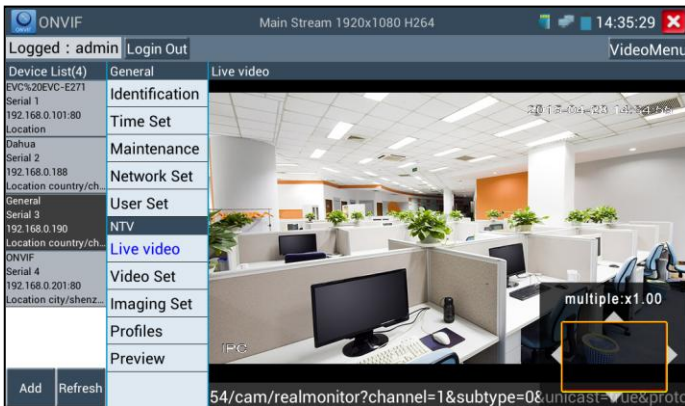 ONVIF
Main Stream 1920x1080 H264
14:35:29
Logged : admin
Login Out
VideoMenu
Device List(4)
EVC%20EVC-E271
Serial 1
192.168.0.101:80
Location
Dahua
Serial 2
192.168.0.188
Location country/ch...
General
Serial 3
192.168.0.190
Location country/ch...
ONVIF
Serial 4
192.168.0.201:80
Location city/shenz...
Add
Refresh
General
Identification
Time Set
Maintenance
Network Set
User Set
NTV
Live video
Video Set
Imaging Set
Profiles
Preview
Live video
multiple:x1.00
IPC
54/cam/realmonitor?channel=1&subtype=0&unicast=true&proto